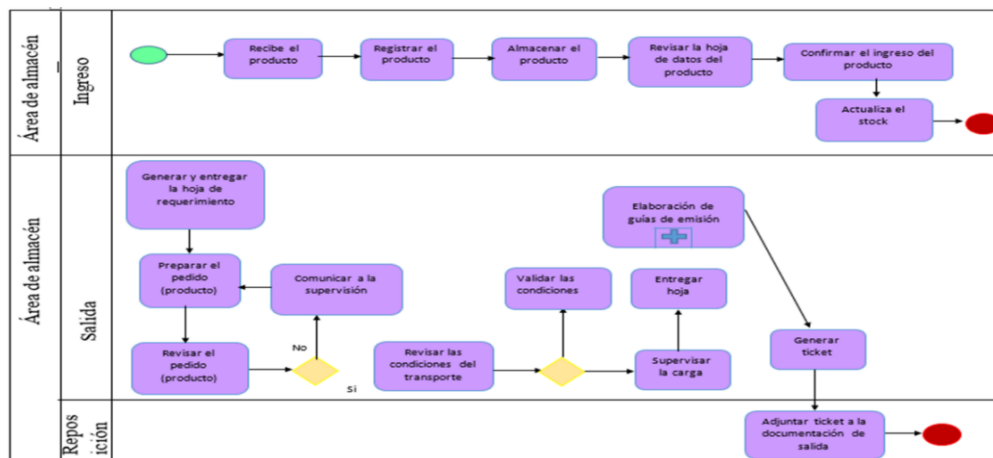 Área de almacén
Ingreso
Recibe el
producto
Registrar el
producto
Almacenar el
producto
Revisar la hoja
de datos del
producto
Confirmar el ingreso del
producto
Actualiza el
stock
Área de almacén
Salida
Generar y entregar
la hoja de
requerimiento
Elaboración de
guías de emisión
Preparar el
pedido
(producto)
Comunicar a la
supervisión
Validar las
condiciones
Entregar
hoja
Revisar el
pedido
(producto)
No
Si
Revisar las
condiciones del
transporte
Supervisar
la carga
Generar
ticket
Repos
ición
Adjuntar ticket a la
documentación de
salida